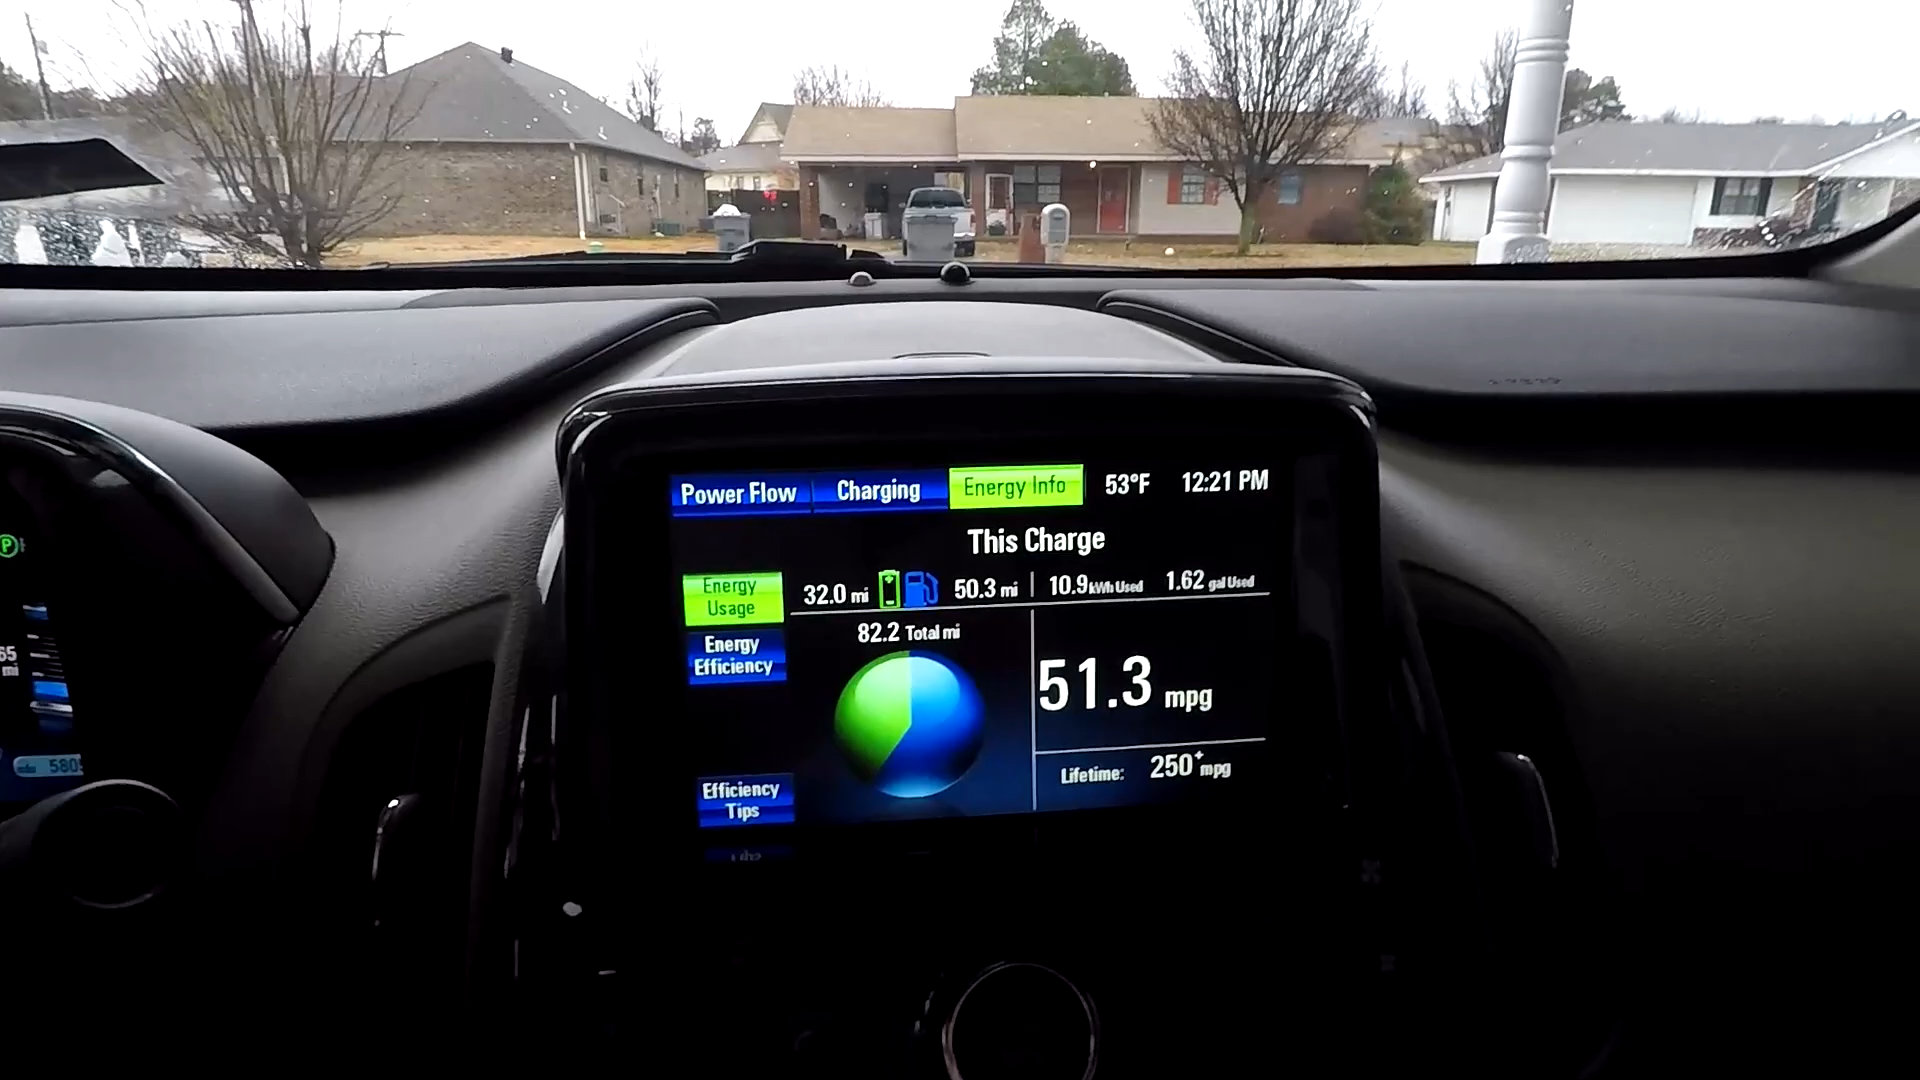 Power Flow Charging Energy Info 53°F 12:21 PM
This Charge
Energy
Usage
32.0 mi 50.3 mi 10.9 kWh Used 1.62 gal Used
82.2 Total mi
Energy
Efficiency
51.3 mpg
Lifetime: 250+ mpg
Efficiency
Tips
P
65
mi